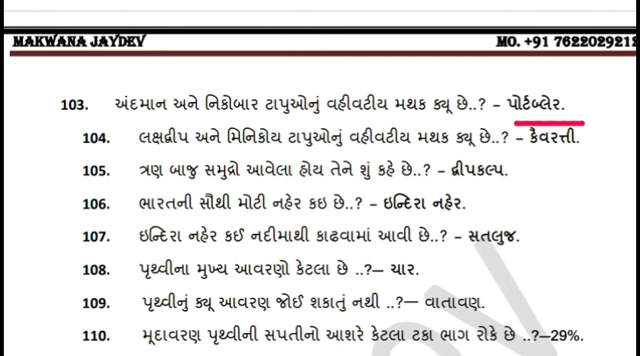 MAKWANA JAYDEV MO. +91 7622029212
103. અંદમાન અને નિકોબાર ટાપુઓનું વહીવટીય મથક ક્યૂ છે..? – પોર્ટબ્લેર.
104. લક્ષદ્વીપ અને મિનિકોય ટાપુઓનું વહીવટીય મથક ક્યૂ છે..? – કૈવરત્તી.
105. ત્રણ બાજુ સમુદ્રો આવેલા હોય તેને શું કહે છે..? – દ્વીપકલ્પ.
106. ભારતની સૌથી મોટી નહેર કઇ છે..? – ઇન્દિરા નહેર.
107. ઇન્દિરા નહેર કઈ નદીમાથી કાઢવામાં આવી છે..? – સતલુજ.
108. પૃથ્વીના મુખ્ય આવરણો કેટલા છે ..?— ચાર.
109. પૃથ્વીનું ક્યૂ આવરણ જોઈ શકાતું નથી ..?— વાતાવણ.
110. મૃદાવરણ પૃથ્વીની સપતીનો આશરે કેટલા ટકા ભાગ રોકે છે ..?–29%.